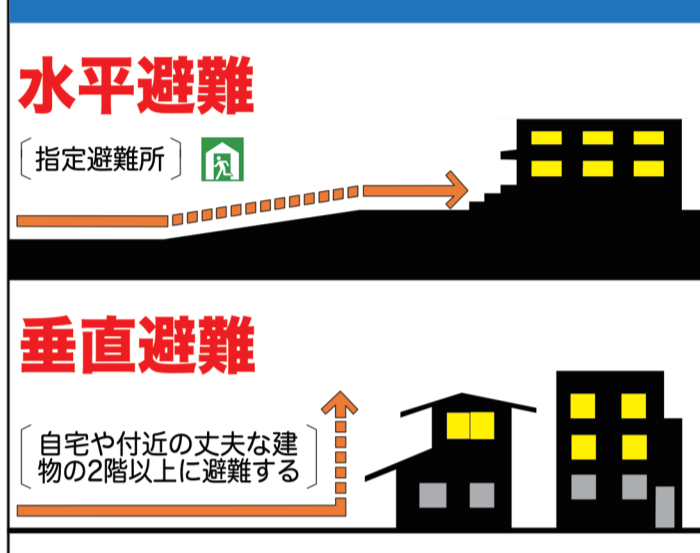 水平避難
〔指定避難所〕
垂直避難
〔自宅や付近の丈夫な建
物の2階以上に避難する〕